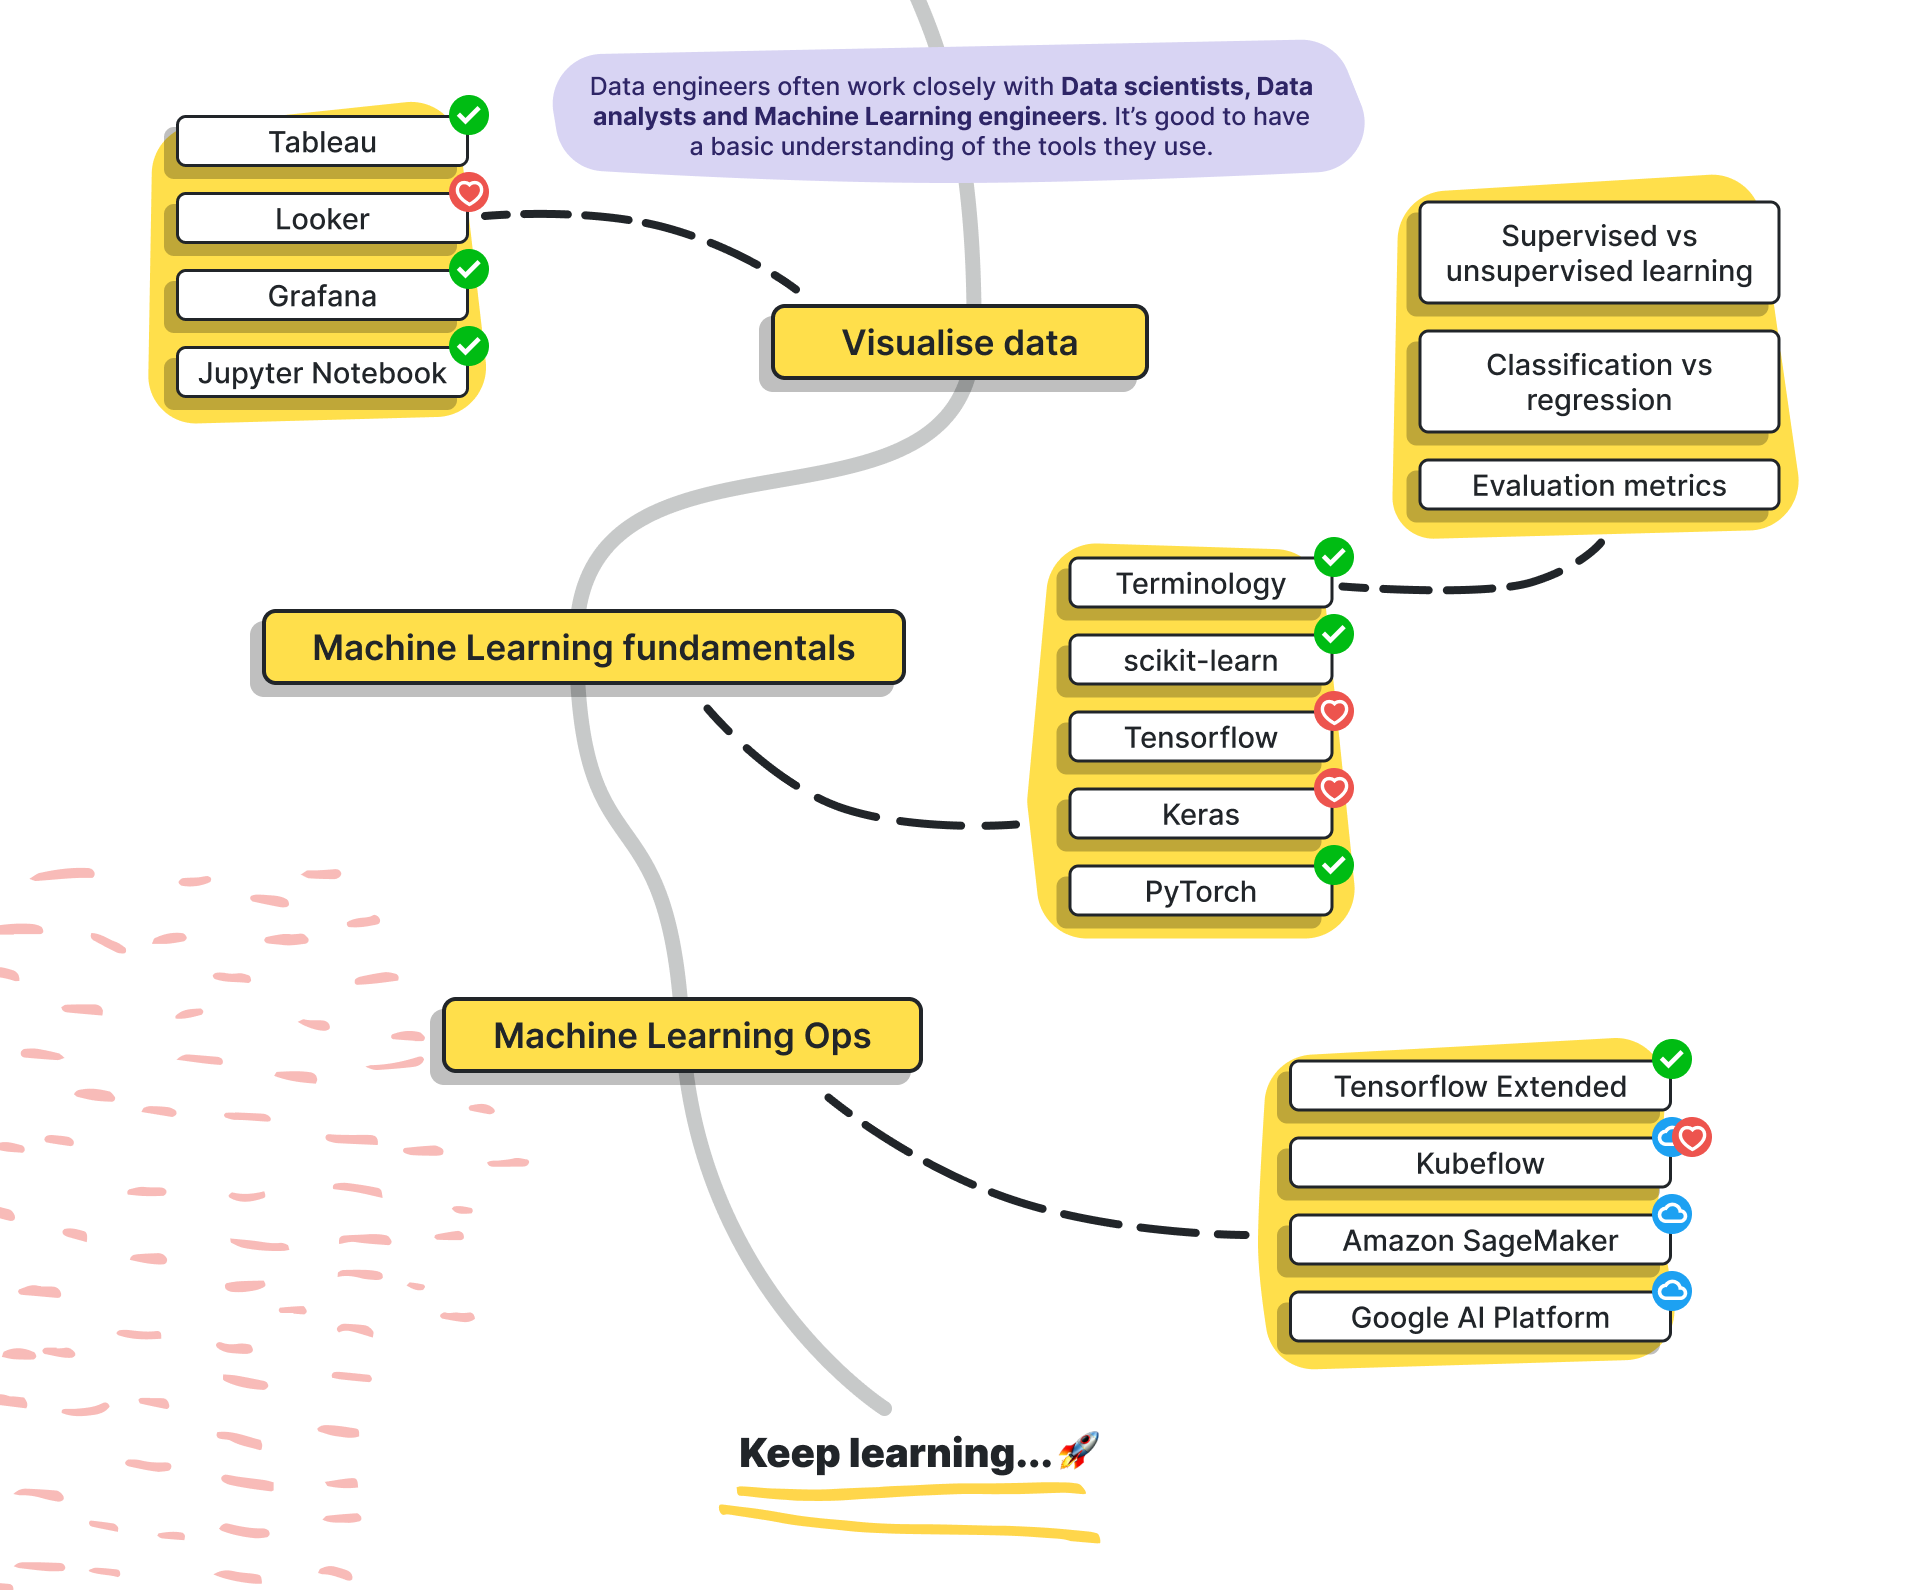 Data engineers often work closely with Data scientists, Data
analysts and Machine Learning engineers. It’s good to have
a basic understanding of the tools they use.
Tableau
Looker
Grafana
Jupyter Notebook
Visualise data
Supervised vs
unsupervised learning
Classification vs
regression
Evaluation metrics
Machine Learning fundamentals
Terminology
scikit-learn
Tensorflow
Keras
PyTorch
Machine Learning Ops
Tensorflow Extended
Kubeflow
Amazon SageMaker
Google AI Platform
Keep learning...🚀